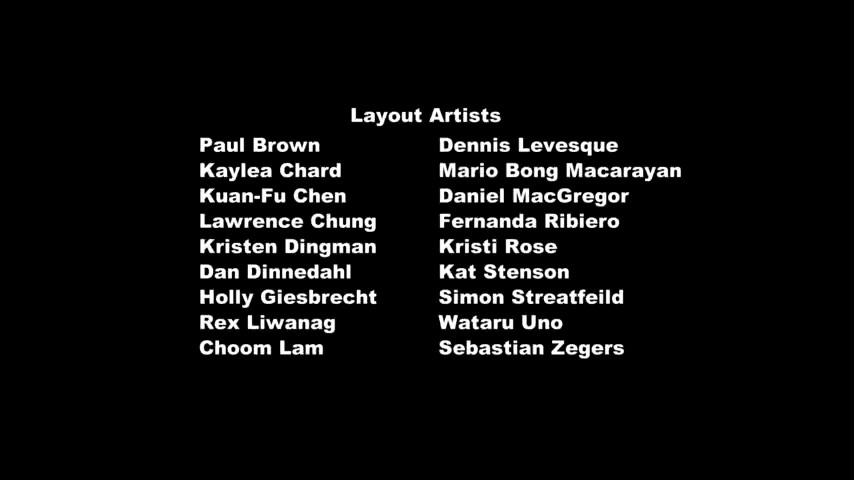 Layout Artists
Paul Brown
Kaylea Chard
Kuan-Fu Chen
Lawrence Chung
Kristen Dingman
Dan Dinnedahl
Holly Giesbrecht
Rex Liwanag
Choom Lam
Dennis Levesque
Mario Bong Macarayan
Daniel MacGregor
Fernanda Ribiero
Kristi Rose
Kat Stenson
Simon Streatfeild
Wataru Uno
Sebastian Zegers